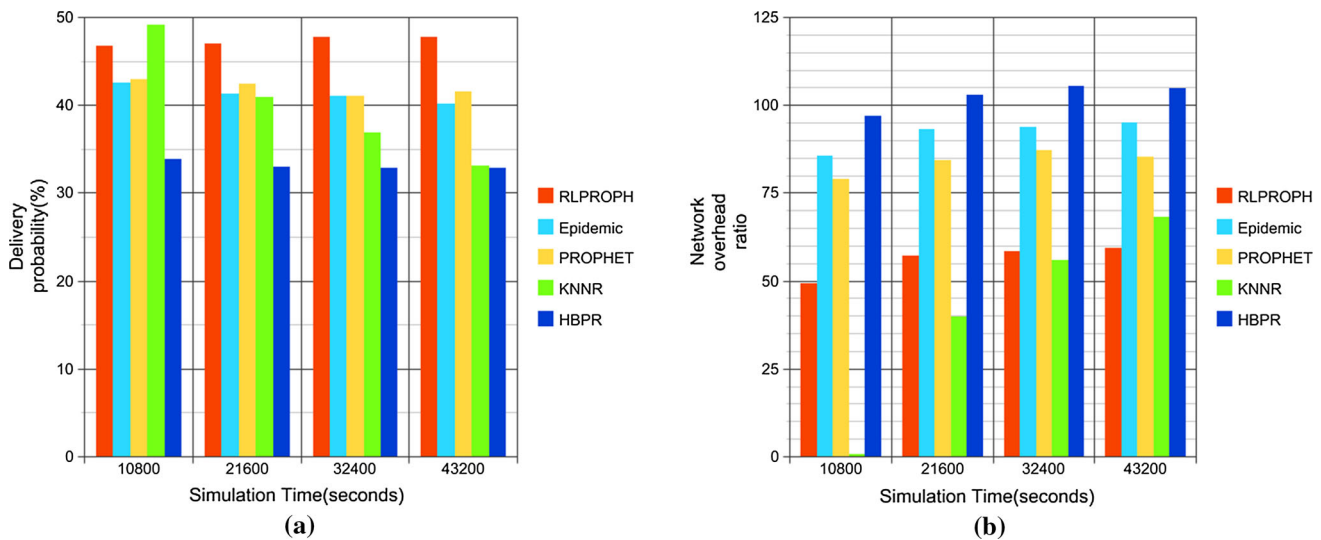 50
40
30
20
10
0
Delivery
probability(%)
10800
21600
32400
43200
Simulation Time(seconds)
RLPROPH
Epidemic
PROPHET
KNNR
HBPR
(a)
125
100
75
50
25
0
Network
overhead
ratio
10800
21600
32400
43200
Simulation Time(seconds)
RLPROPH
Epidemic
PROPHET
KNNR
HBPR
(b)